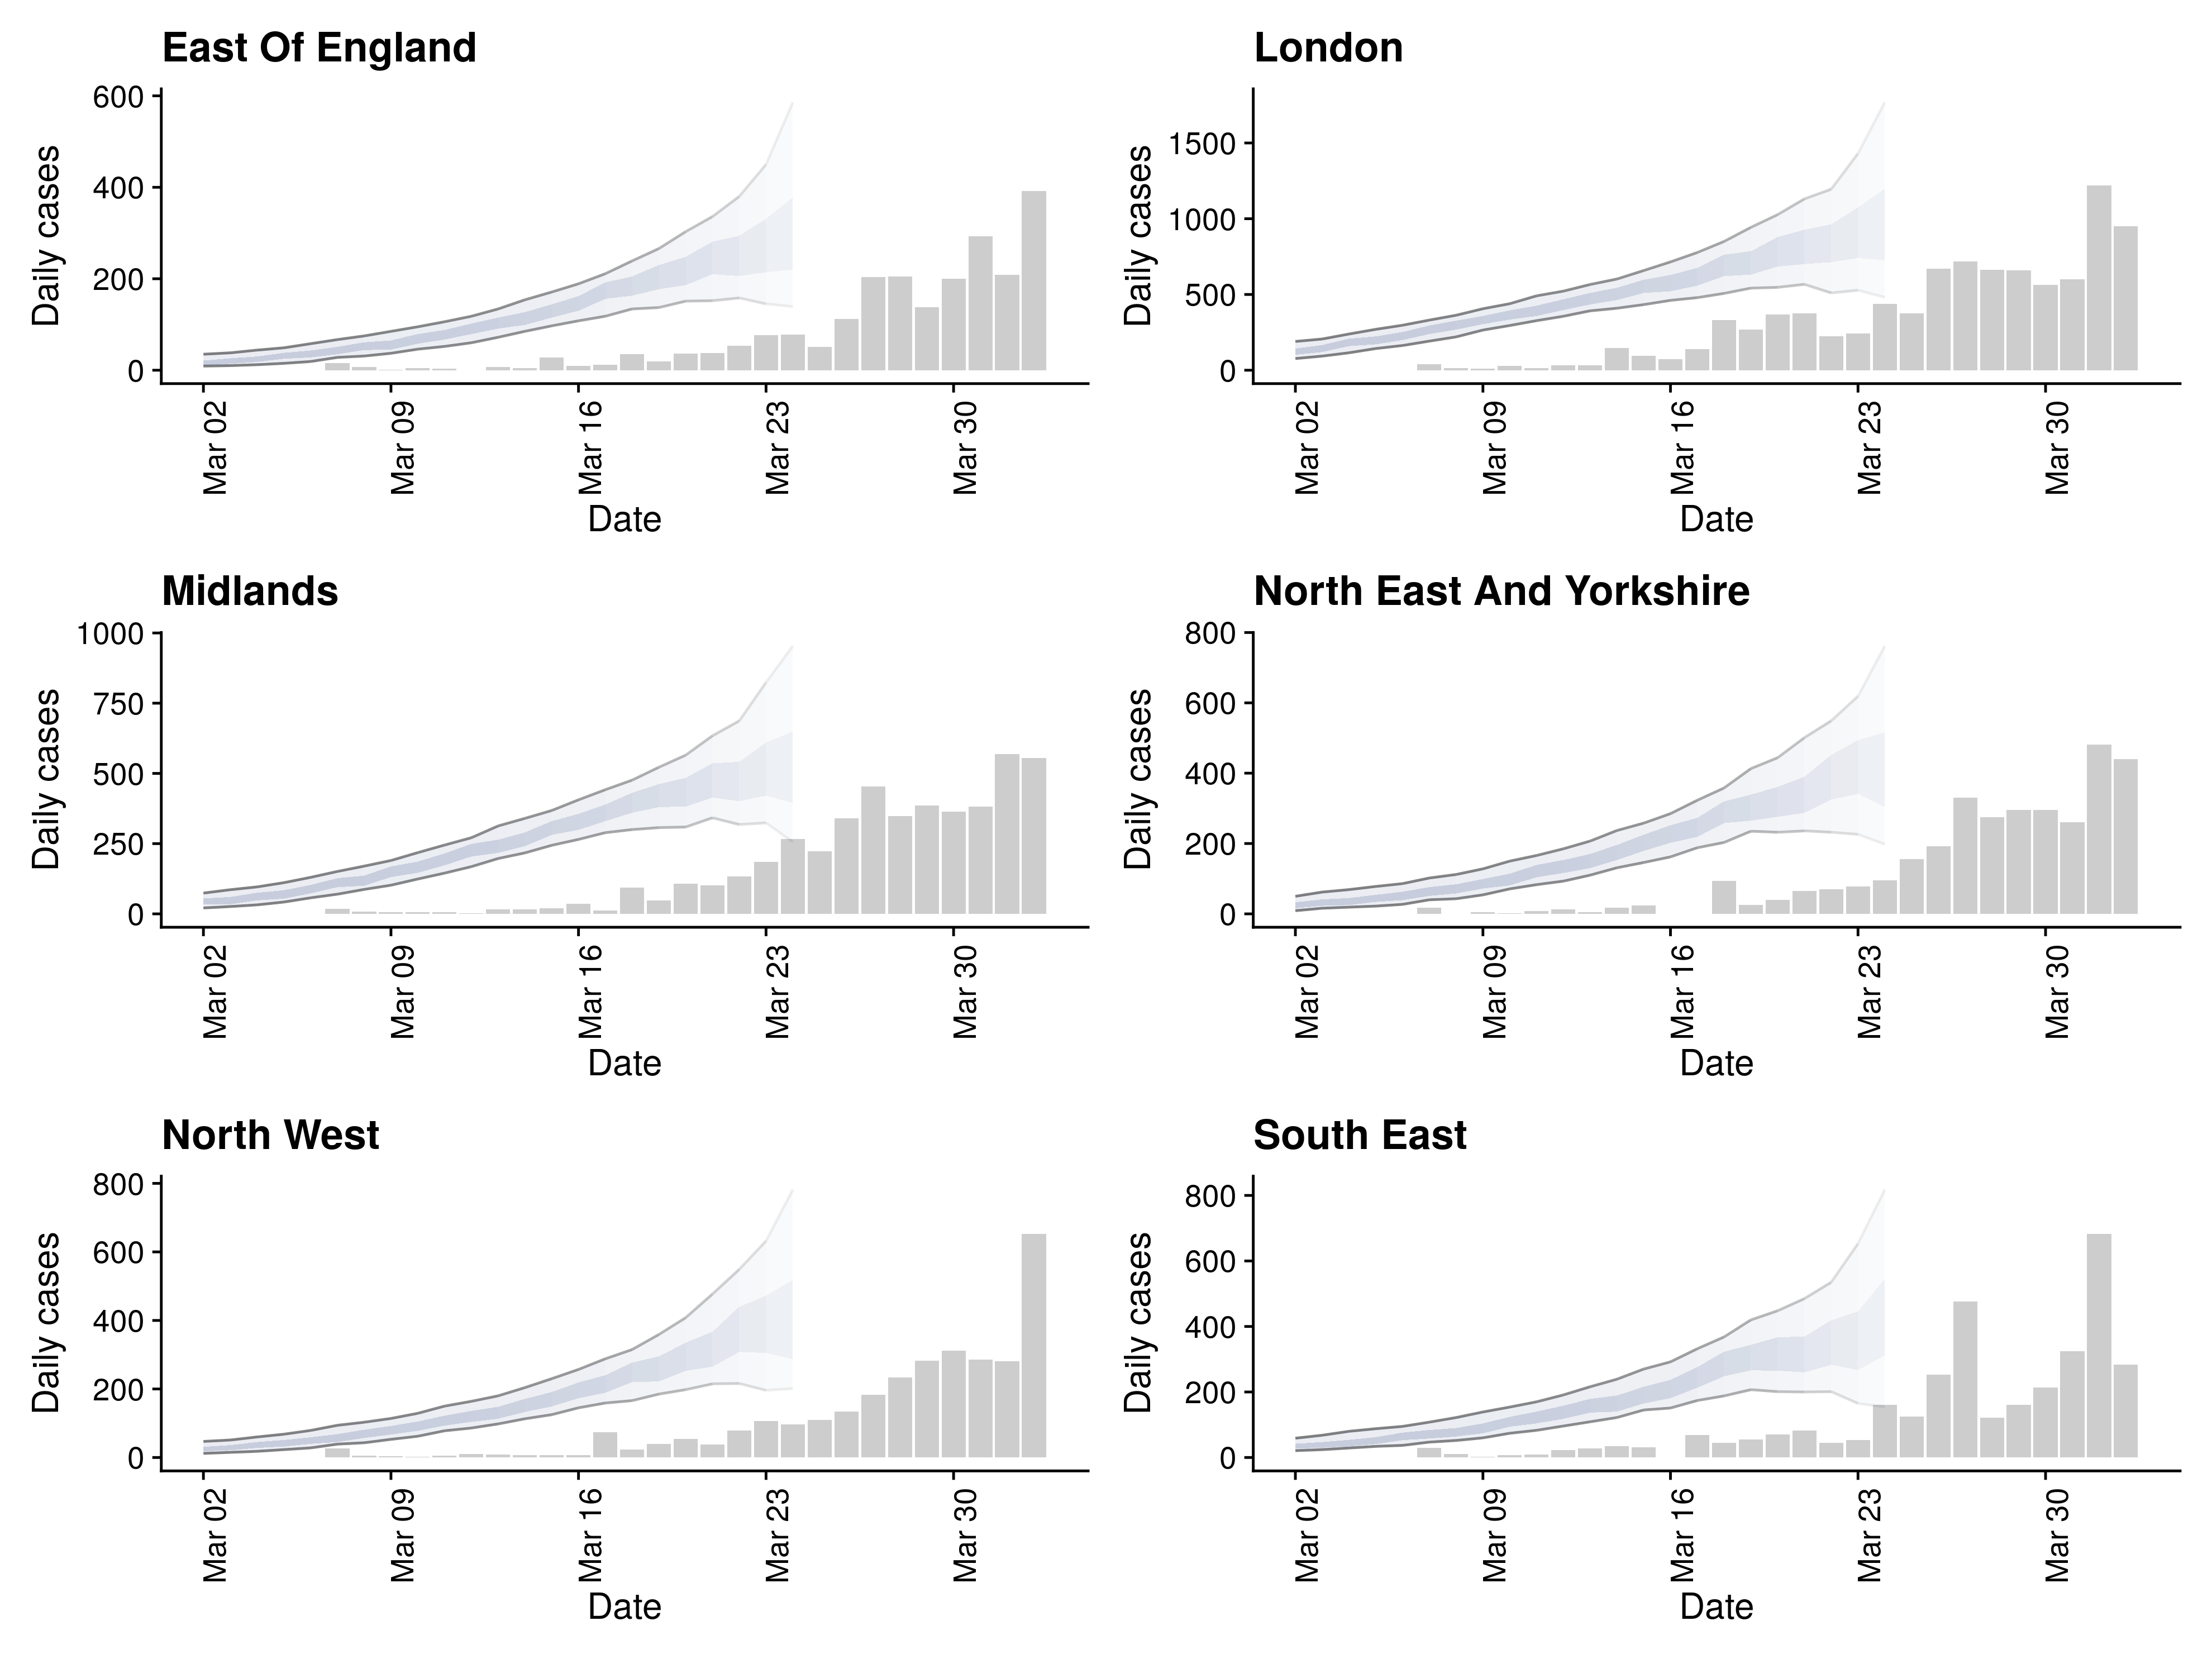 East Of England
Daily cases
600
400
200
0
Mar 02
Mar 09
Mar 16
Mar 23
Mar 30
Date
London
Daily cases
1500
1000
500
0
Mar 02
Mar 09
Mar 16
Mar 23
Mar 30
Date
Midlands
Daily cases
1000
750
500
250
0
Mar 02
Mar 09
Mar 16
Mar 23
Mar 30
Date
North East And Yorkshire
Daily cases
800
600
400
200
0
Mar 02
Mar 09
Mar 16
Mar 23
Mar 30
Date
North West
Daily cases
800
600
400
200
0
Mar 02
Mar 09
Mar 16
Mar 23
Mar 30
Date
South East
Daily cases
800
600
400
200
0
Mar 02
Mar 09
Mar 16
Mar 23
Mar 30
Date